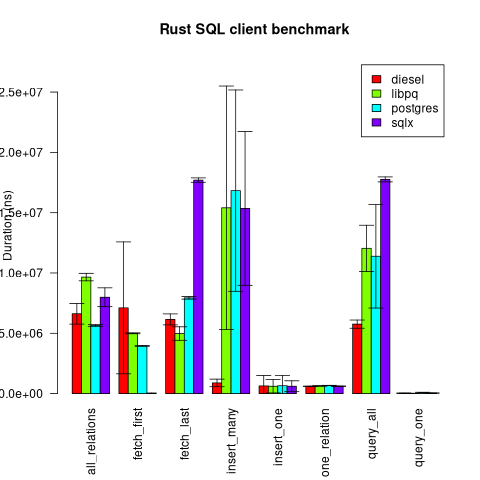 Rust SQL client benchmark
diesel
libpq
postgres
sqlx
Duration (ns)
2.5e+07
2.0e+07
1.5e+07
1.0e+07
5.0e+06
0.0e+00
all_relations
fetch_first
fetch_last
insert_many
insert_one
one_relation
query_all
query_one